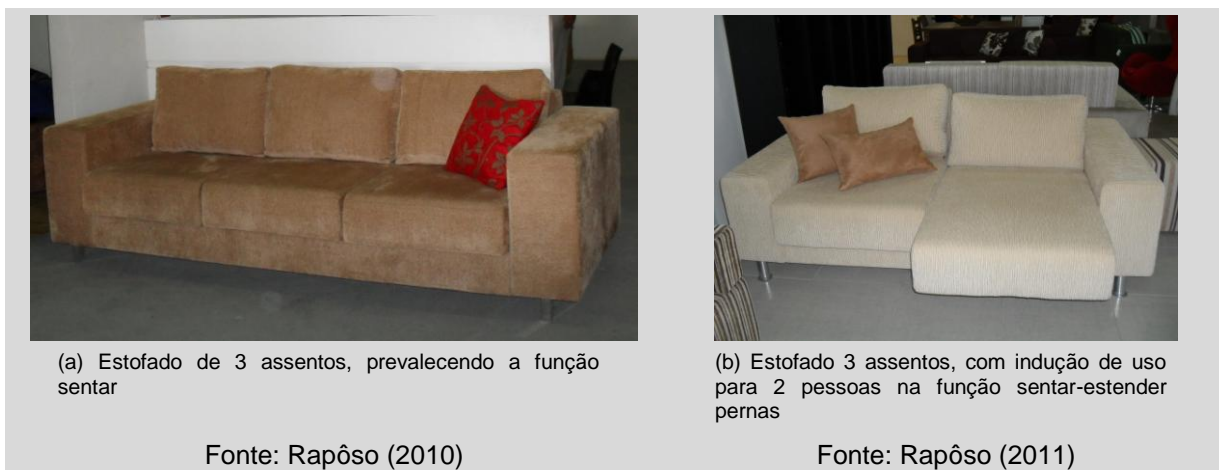 (a) Estofado de 3 assentos, prevalecendo a função
sentar
(b) Estofado 3 assentos, com indução de uso
para 2 pessoas na função sentar-estender
pernas
Fonte: Rapôso (2010)
Fonte: Rapôso (2011)